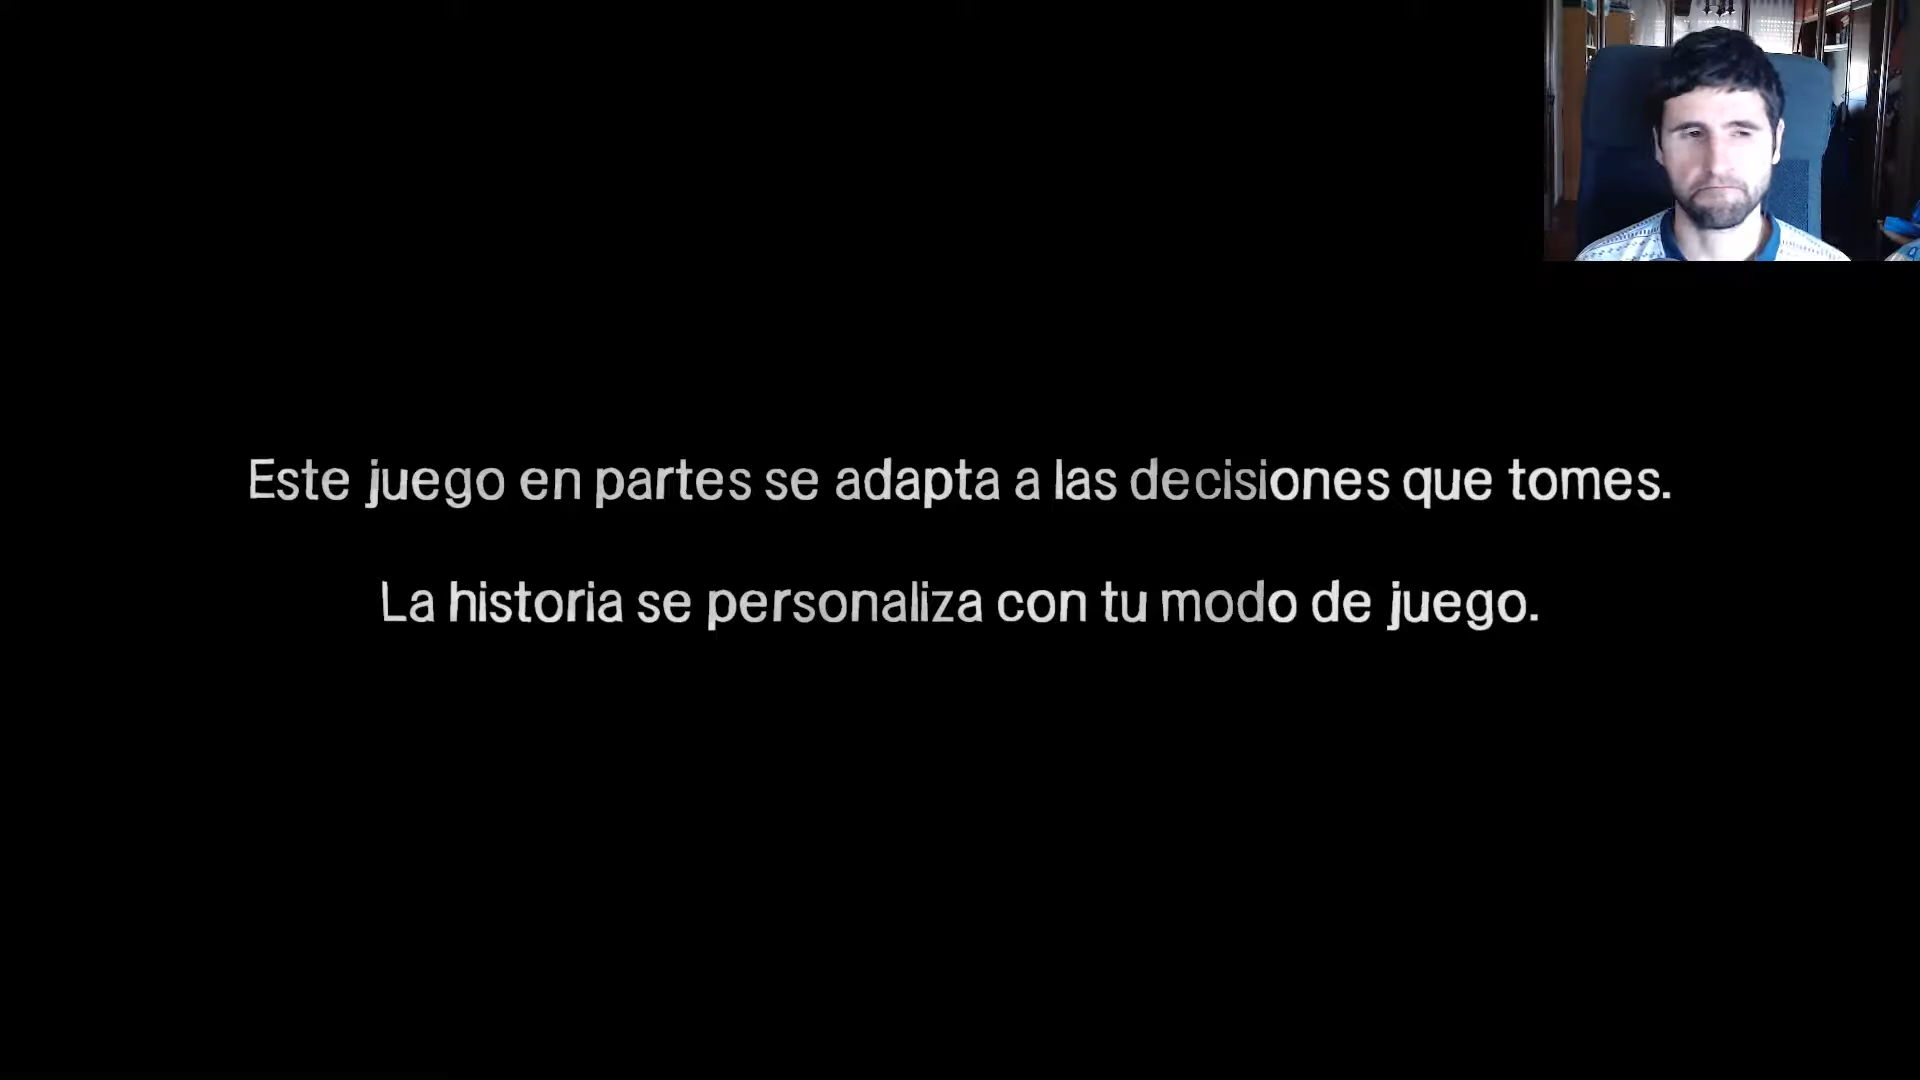 Este juego en partes se adapta a las decisiones que tomes.
La historia se personaliza con tu modo de juego.